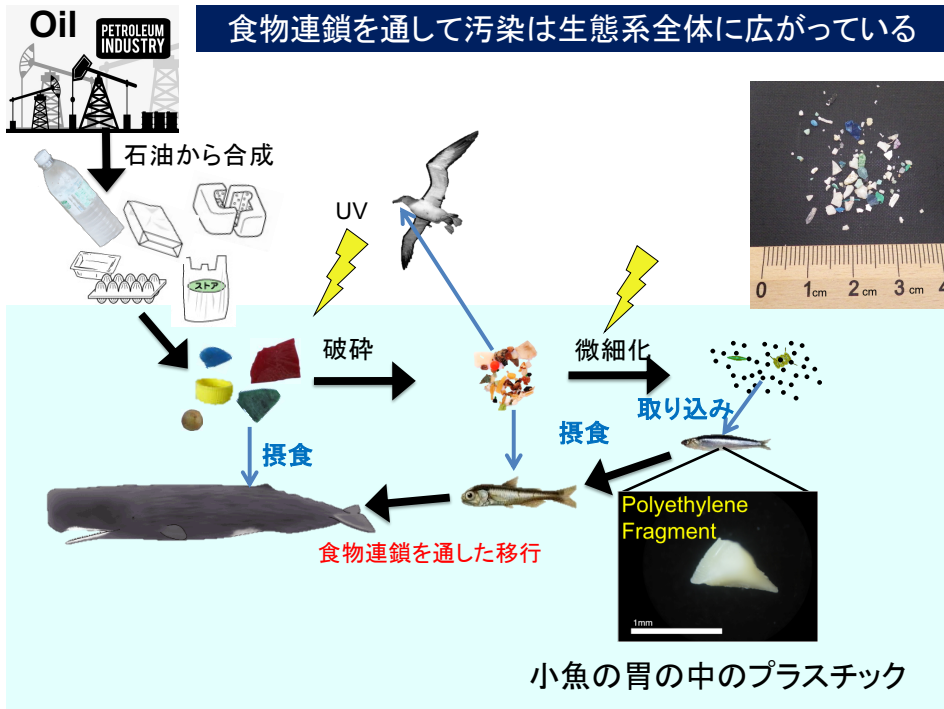 Oil
PETROLEUM
INDUSTRY
食物連鎖を通して汚染は生態系全体に広がっている
石油から合成
UV
ストア
0 1cm 2cm 3cm 4
破砕
微細化
取り込み
摂食
摂食
Polyethylene
Fragment
食物連鎖を通した移行
1mm
小魚の胃の中のプラスチック